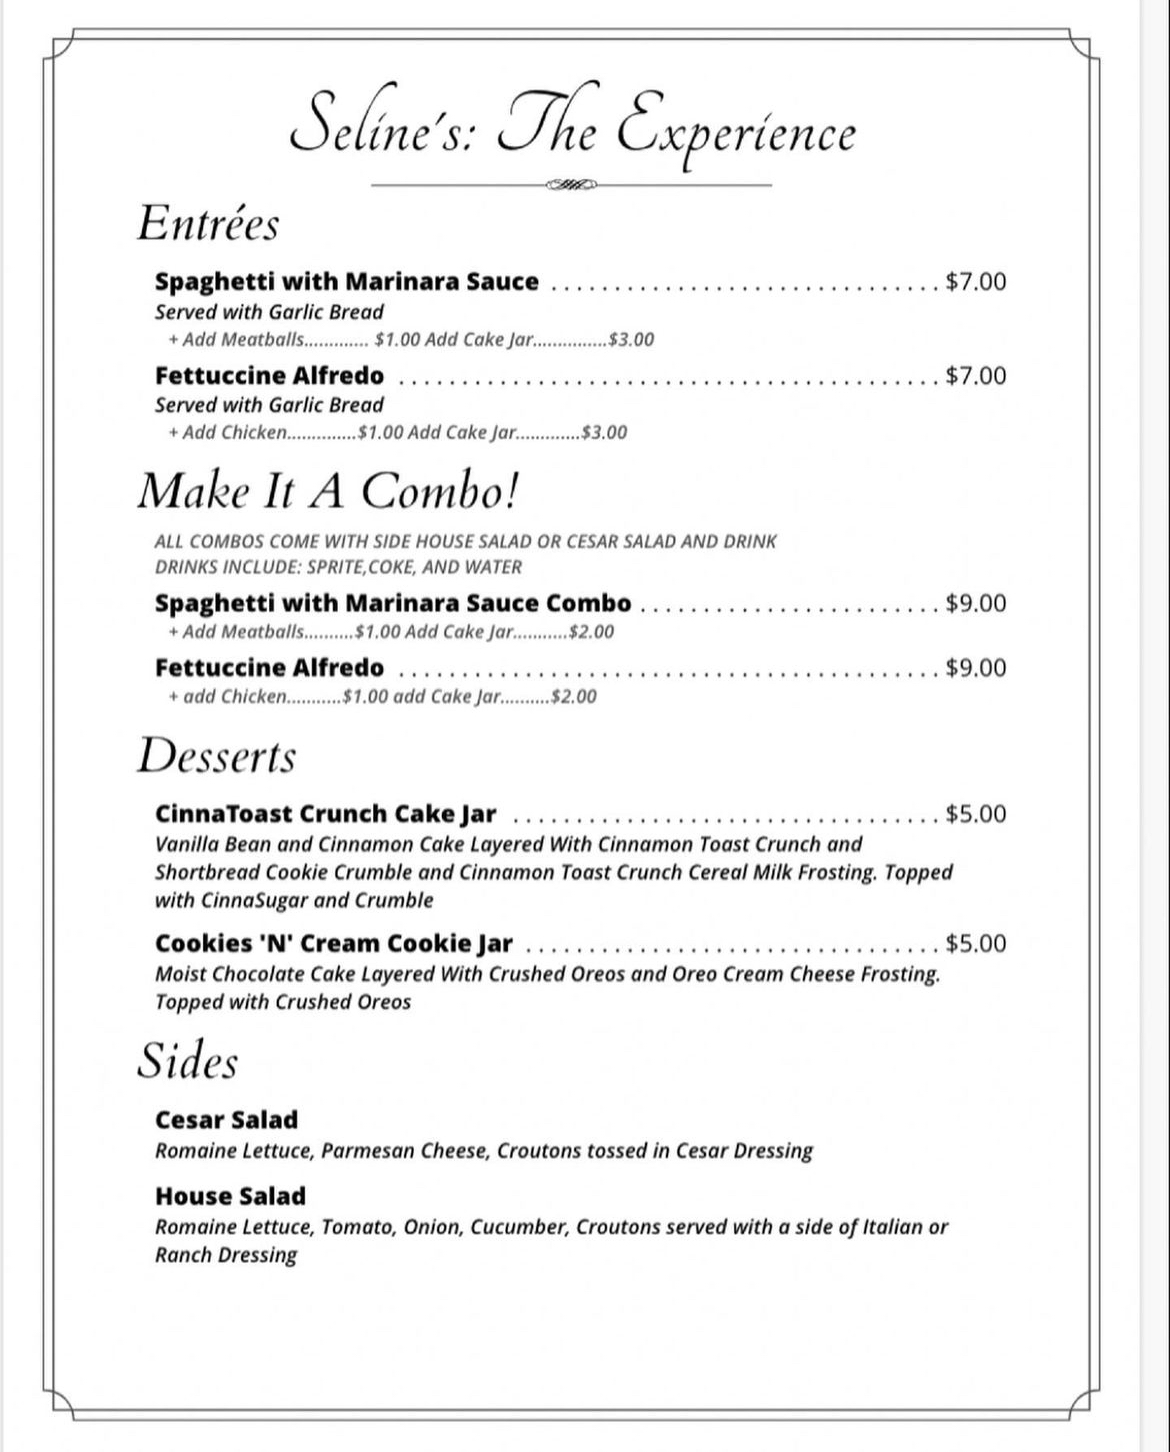 Seline's: The Experience
Entrées
Spaghetti with Marinara Sauce ............................... $7.00
Served with Garlic Bread
+ Add Meatballs............. $1.00 Add Cake Jar...............$3.00
Fettuccine Alfredo ........................................... $7.00
Served with Garlic Bread
+ Add Chicken..............$1.00 Add Cake Jar.............$3.00
Make It A Combo!
ALL COMBOS COME WITH SIDE HOUSE SALAD OR CESAR SALAD AND DRINK
DRINKS INCLUDE: SPRITE,COKE, AND WATER
Spaghetti with Marinara Sauce Combo ........................ $9.00
+ Add Meatballs..........$1.00 Add Cake Jar...........$2.00
Fettuccine Alfredo ........................................... $9.00
+ add Chicken...........$1.00 add Cake Jar..........$2.00
Desserts
CinnaToast Crunch Cake Jar .................................. $5.00
Vanilla Bean and Cinnamon Cake Layered With Cinnamon Toast Crunch and
Shortbread Cookie Crumble and Cinnamon Toast Crunch Cereal Milk Frosting. Topped
with CinnaSugar and Crumble
Cookies 'N' Cream Cookie Jar ................................. $5.00
Moist Chocolate Cake Layered With Crushed Oreos and Oreo Cream Cheese Frosting.
Topped with Crushed Oreos
Sides
Cesar Salad
Romaine Lettuce, Parmesan Cheese, Croutons tossed in Cesar Dressing
House Salad
Romaine Lettuce, Tomato, Onion, Cucumber, Croutons served with a side of Italian or
Ranch Dressing